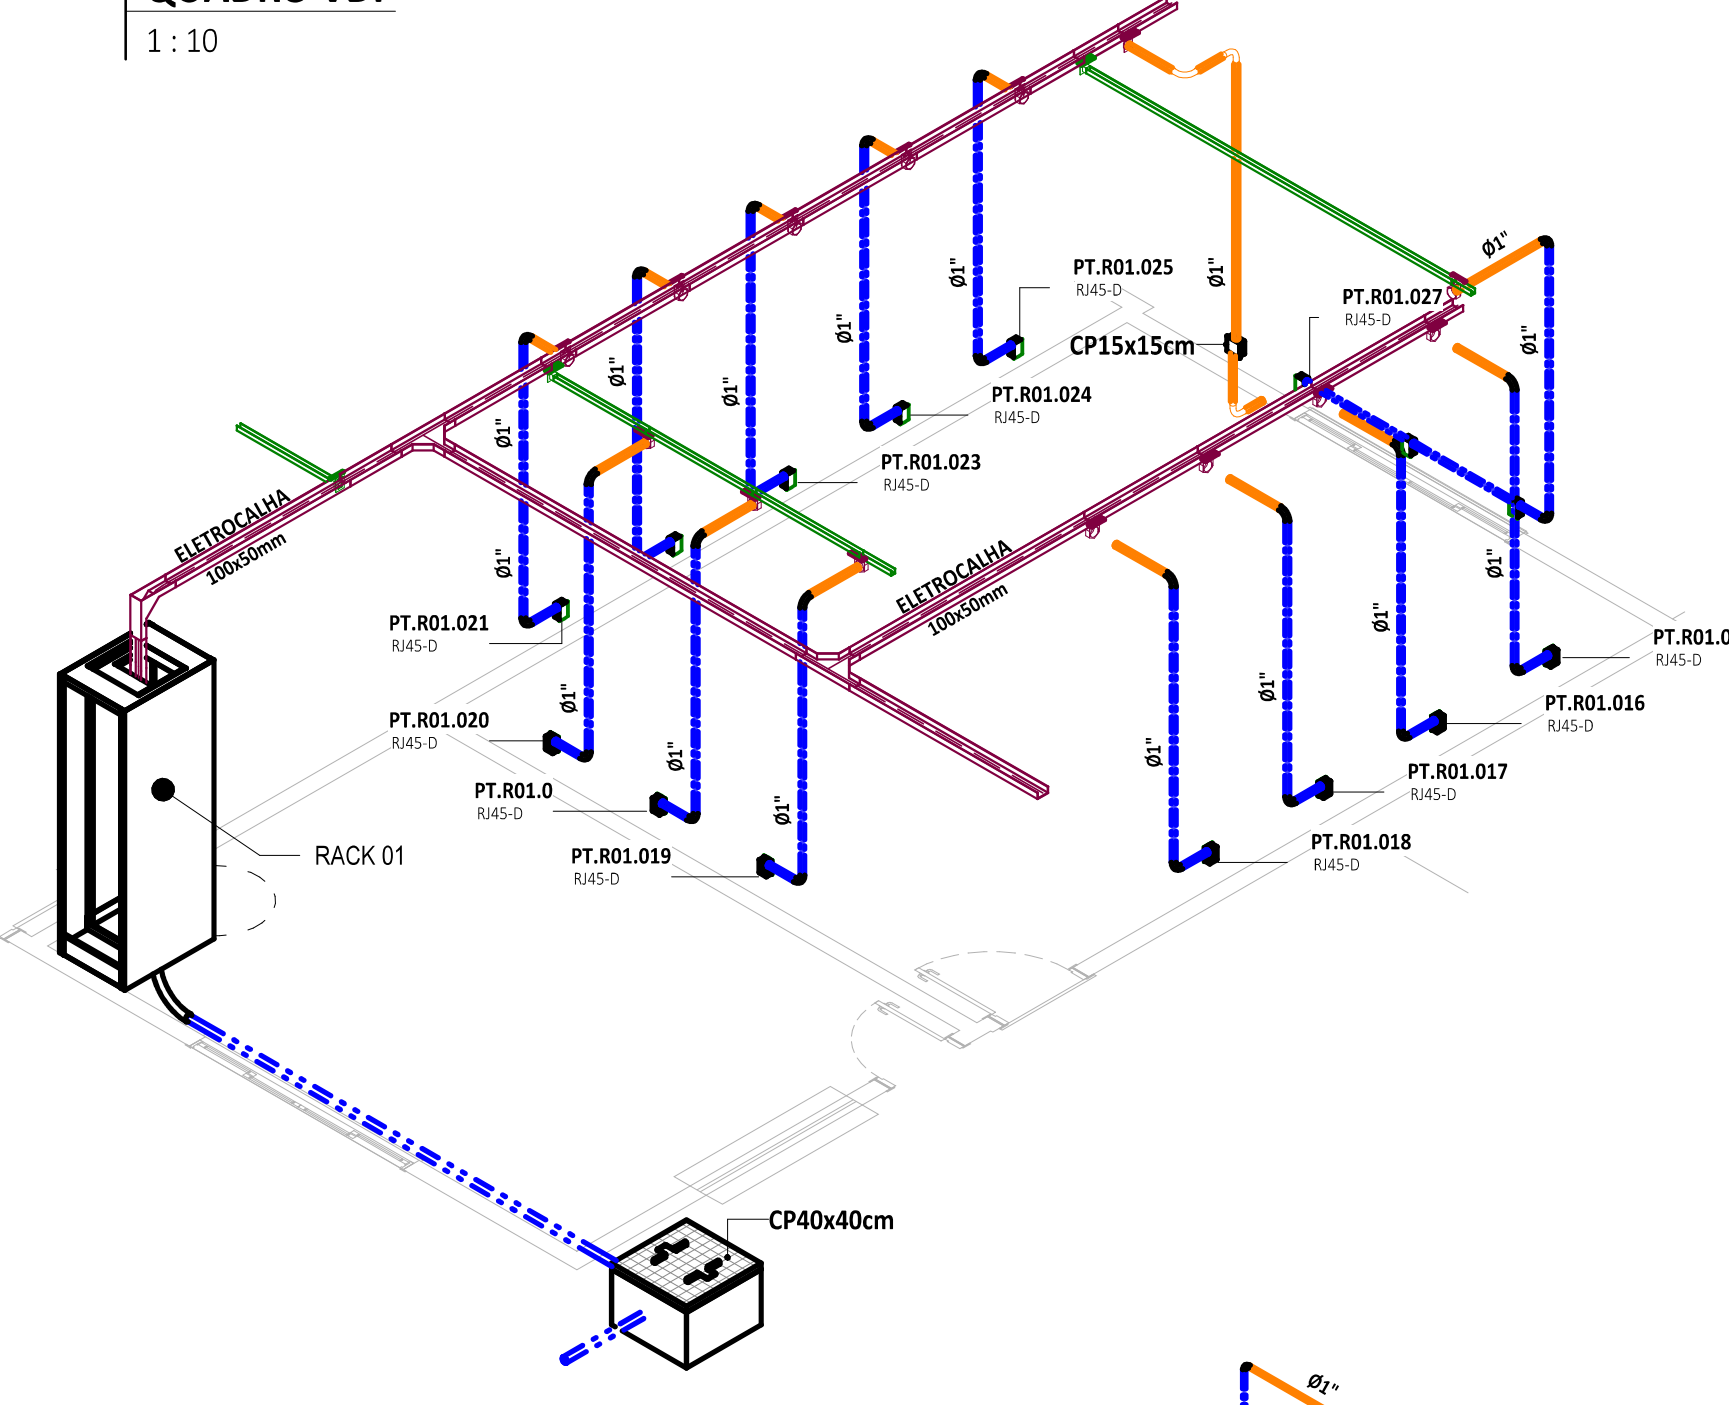 1 : 10
Ø1"
PT.R01.025
RJ45-D
Ø1"
Ø1"
PT.R01.027
RJ45-D
CP15x15cm
Ø1"
Ø1"
Ø1"
Ø1"
PT.R01.024
RJ45-D
Ø1"
PT.R01.023
RJ45-D
ELETROCALHA
100x50mm
Ø1"
ELETROCALHA
100x50mm
Ø1"
PT.R01.021
RJ45-D
Ø1"
PT.R01.0
RJ45-D
Ø1"
Ø1"
PT.R01.016
RJ45-D
PT.R01.020
RJ45-D
Ø1"
Ø1"
PT.R01.017
RJ45-D
PT.R01.0
RJ45-D
Ø1"
PT.R01.018
RJ45-D
RACK 01
PT.R01.019
RJ45-D
CP40x40cm
Ø1"